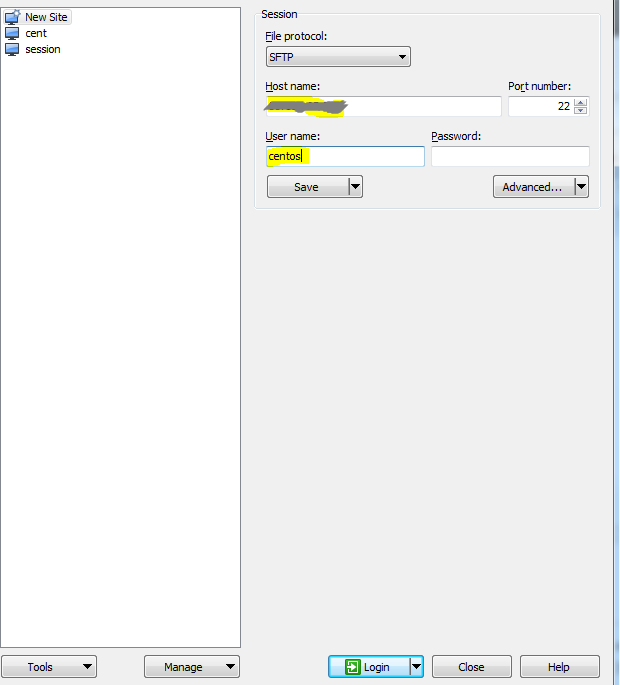 New Site
cent
session
Session
File protocol:
SFTP
Host name:
Port number:
22
User name:
Password:
centos
Save
Advanced...
Tools
Manage
Login
Close
Help